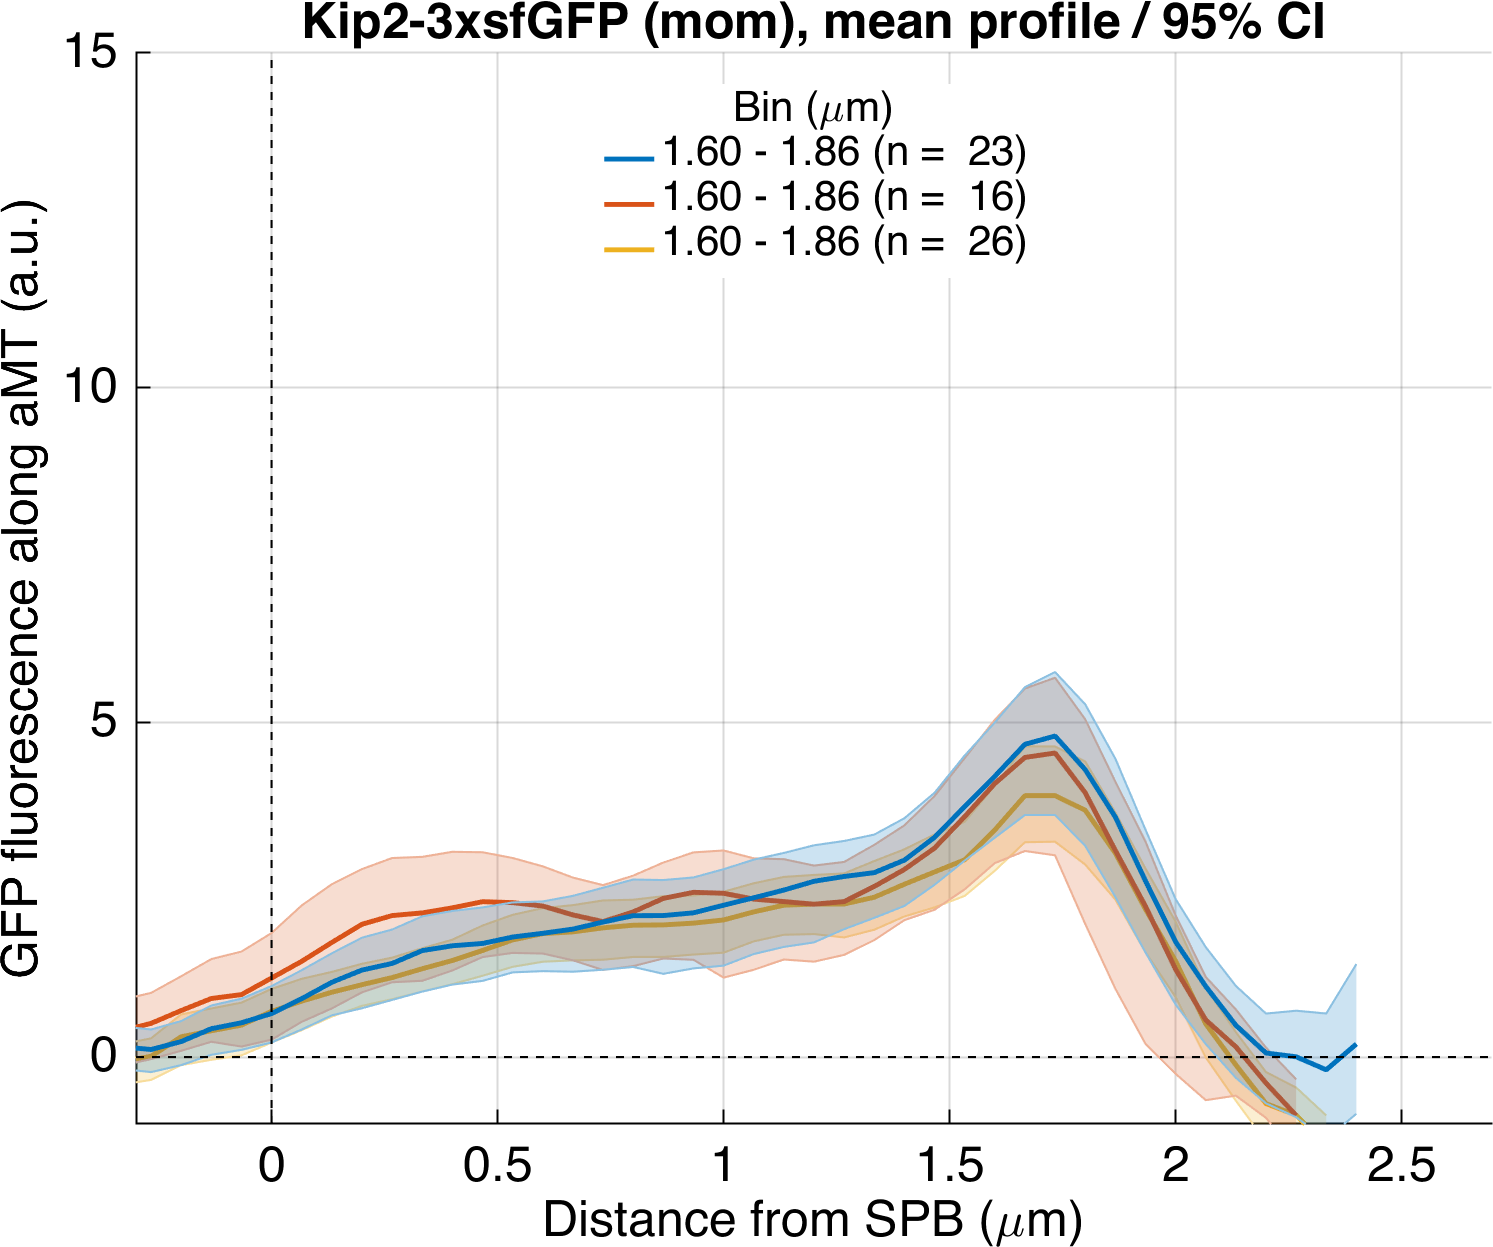 Kip2-3xsfGFP (mom), mean profile / 95% CI
GFP fluorescence along aMT (a.u.)
15
10
5
0
Bin (μm)
1.60 - 1.86 (n =  23)
1.60 - 1.86 (n =  16)
1.60 - 1.86 (n =  26)
0 0.5 1 1.5 2 2.5
Distance from SPB (μm)